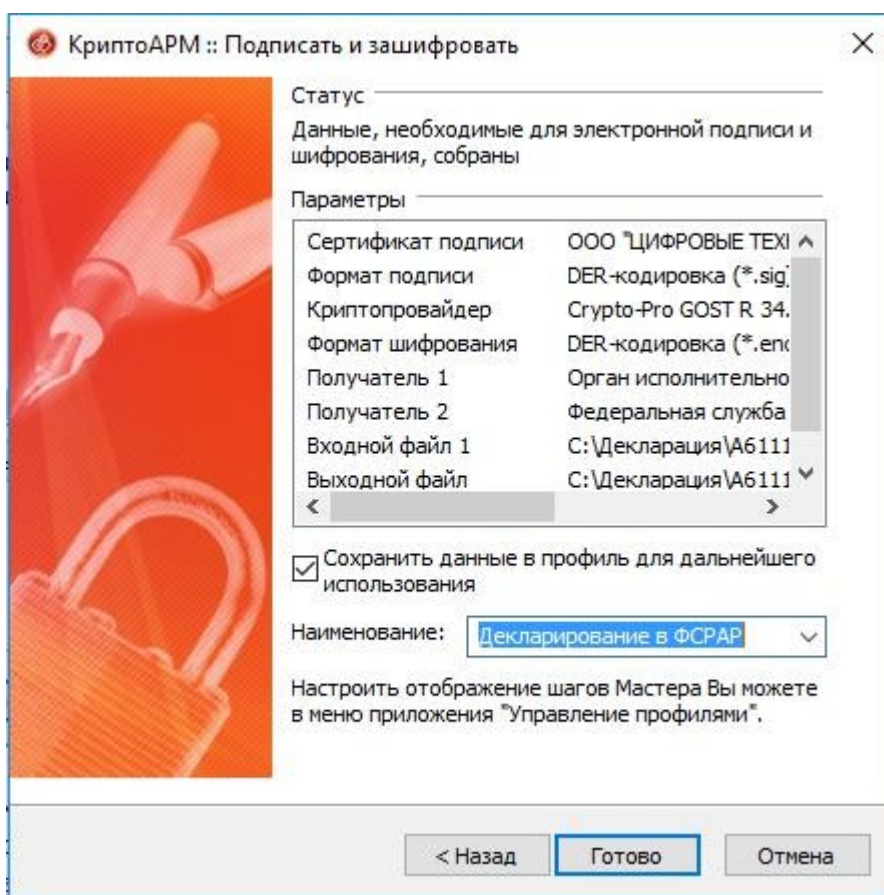 КриптоАРМ :: Подписать и зашифровать
Статус
Данные, необходимые для электронной подписи и
шифрования, собраны
Параметры
Сертификат подписи ООО "ЦИФРОВЫЕ ТЕХ
Формат подписи DER-кодировка (*.sig)
Криптопровайдер Crypto-Pro GOST R 34.
Формат шифрования DER-кодировка (*.enc
Получатель 1 Орган исполнительно
Получатель 2 Федеральная служба
Входной файл 1 C:\Декларация\A6111
Выходной файл C:\Декларация\A6111
Сохранить данные в профиль для дальнейшего
использования
Наименование: Декларирование в ФСРАР
Настроить отображение шагов Мастера Вы можете
в меню приложения "Управление профилями".
< Назад Готово Отмена